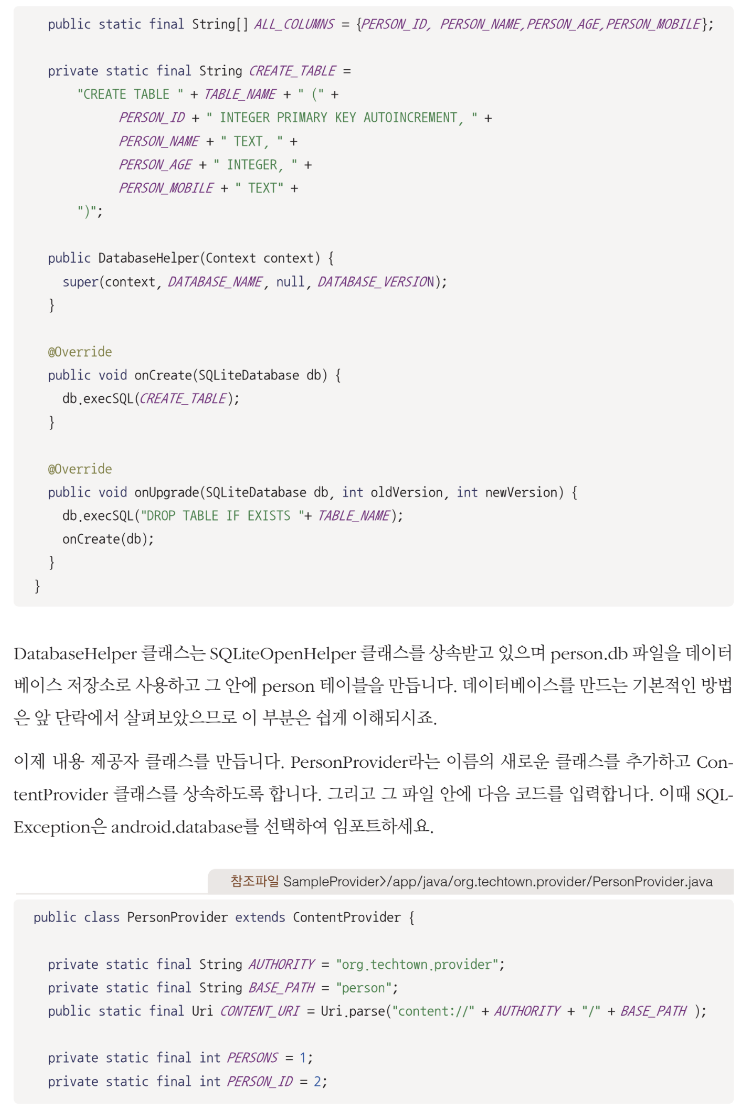 public static final String[] ALL_COLUMNS = {PERSON_ID, PERSON_NAME,PERSON_AGE,PERSON_MOBILE};
private static final String CREATE_TABLE =
"CREATE TABLE " + TABLE_NAME + " (" +
PERSON_ID + " INTEGER PRIMARY KEY AUTOINCREMENT, " +
PERSON_NAME + " TEXT, " +
PERSON_AGE + " INTEGER, " +
PERSON_MOBILE + " TEXT" +
")";
public DatabaseHelper(Context context) {
super(context, DATABASE_NAME, null, DATABASE_VERSION);
}
@Override
public void onCreate(SQLiteDatabase db) {
db.execSQL(CREATE_TABLE);
}
@Override
public void onUpgrade(SQLiteDatabase db, int oldVersion, int newVersion) {
db.execSQL("DROP TABLE IF EXISTS "+ TABLE_NAME);
onCreate(db);
}
}
DatabaseHelper 클래스는 SQLiteOpenHelper 클래스를 상속받고 있으며 person.db 파일을 데이터
베이스 저장소로 사용하고 그 안에 person 테이블을 만듭니다. 데이터베이스를 만드는 기본적인 방법
은 앞 단락에서 살펴보았으므로 이 부분은 쉽게 이해되시죠.
이제 내용 제공자 클래스를 만듭니다. PersonProvider라는 이름의 새로운 클래스를 추가하고 Con-
tentProvider 클래스를 상속하도록 합니다. 그리고 그 파일 안에 다음 코드를 입력합니다. 이때 SQL-
Exception은 android.database를 선택하여 임포트하세요.
참조파일 SampleProvider>/app/java/org.techtown.provider/PersonProvider.java
public class PersonProvider extends ContentProvider {
private static final String AUTHORITY = "org.techtown.provider";
private static final String BASE_PATH = "person";
public static final Uri CONTENT_URI = Uri.parse("content://" + AUTHORITY + "/" + BASE_PATH );
private static final int PERSONS = 1;
private static final int PERSON_ID = 2;